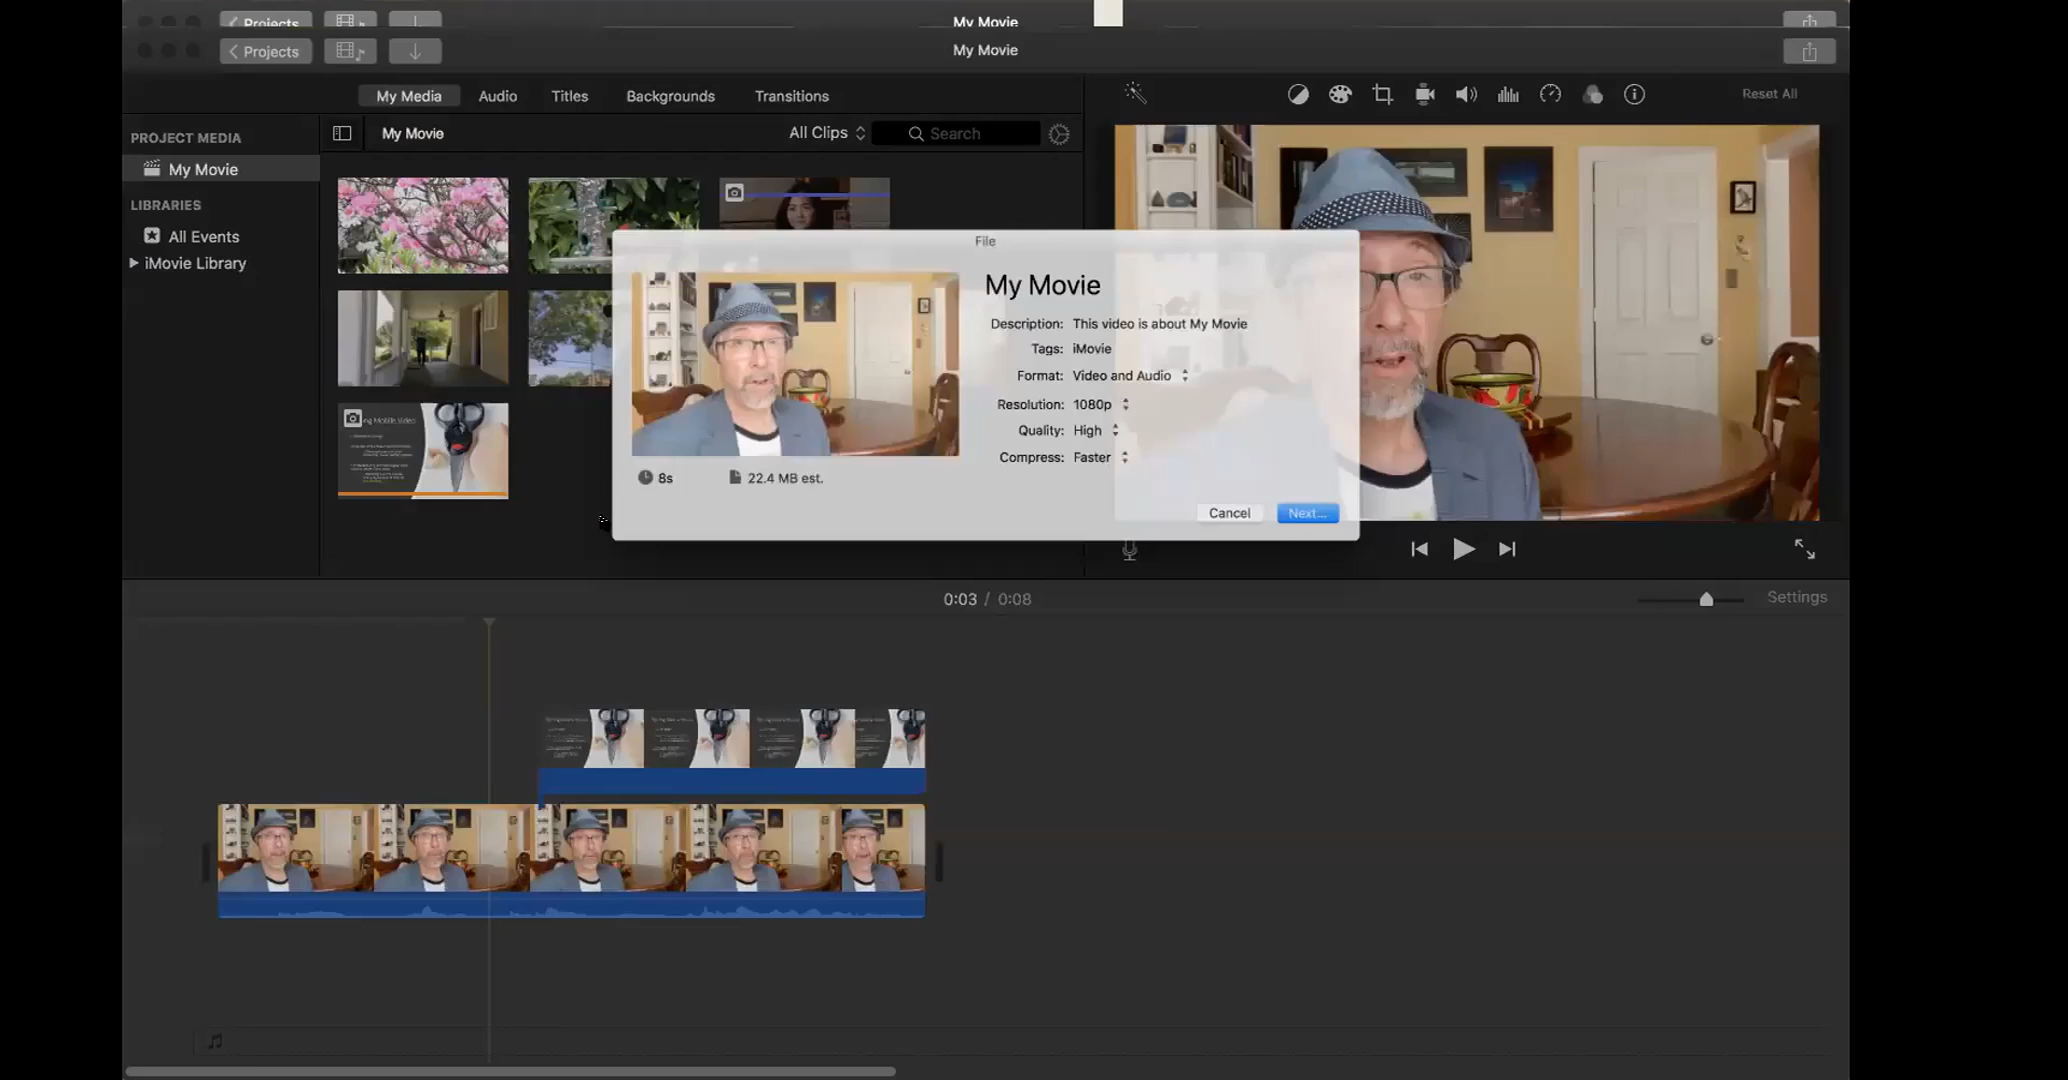 Projects
My Movie
Projects
My Movie
My Media
Audio
Titles
Backgrounds
Transitions
Reset All
PROJECT MEDIA
My Movie
All Clips
Search
My Movie
LIBRARIES
All Events
iMovie Library
File
My Movie
Description: This video is about My Movie
Tags: iMovie
Format: Video and Audio
Resolution: 1080p
Quality: High
Compress: Faster
8s
22.4 MB est.
Cancel
Next...
ng Mobile Video
0:03 / 0:08
Settings